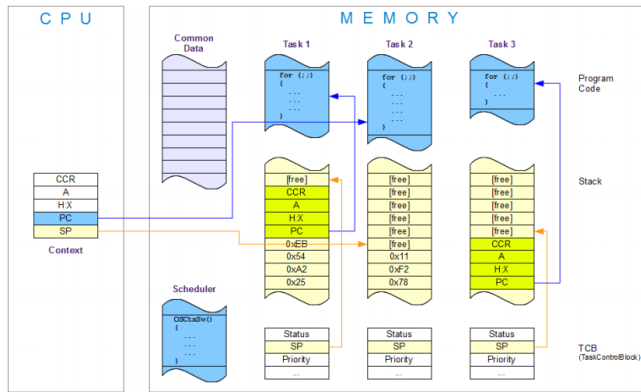 CPU
MEMORY
Common
Data
Task 1
Task 2
Task 3
for (;;)
{
...
...
...
}
for (;;)
{
...
...
...
}
for (;;)
{
...
}
Program
Code
CCR
A
H:X
PC
SP
Context
[free]
CCR
A
H:X
PC
0xEB
0x54
0xA2
0x25
[free]
[free]
[free]
[free]
[free]
[free]
0x11
0xF2
0x78
[free]
[free]
[free]
[free]
[free]
CCR
A
H:X
PC
Stack
Scheduler
OSCtxSw()
{
...
...
...
}
Status
SP
Priority
...
Status
SP
Priority
...
Status
SP
Priority
...
TCB
(TaskControlBlock)